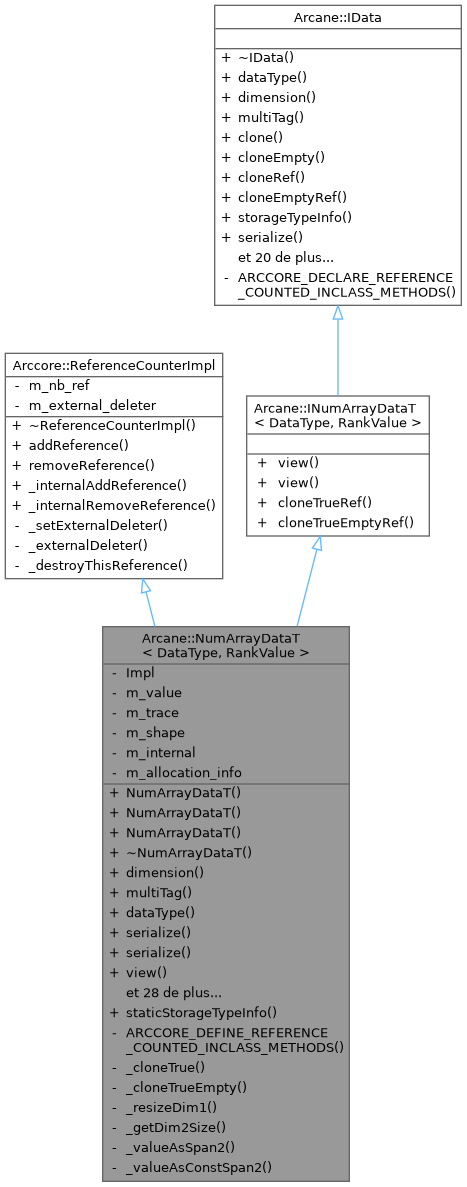 Arcane::IData
+ ~IData()
+ dataType()
+ dimension()
+ multiTag()
+ clone()
+ cloneEmpty()
+ cloneRef()
+ cloneEmptyRef()
+ storageTypeInfo()
+ serialize()
et 20 de plus...
- ARCCORE_DECLARE_REFERENCE
_COUNTED_INCLASS_METHODS()
Arccore::ReferenceCounterImpl
- m_nb_ref
- m_external_deleter
+ ~ReferenceCounterImpl()
+ addReference()
+ removeReference()
+ _internalAddReference()
+ _internalRemoveReference()
- _setExternalDeleter()
- _externalDeleter()
- _destroyThisReference()
Arcane::INumArrayDataT
< DataType, RankValue >
+ view()
+ view()
+ cloneTrueRef()
+ cloneTrueEmptyRef()
Arcane::NumArrayDataT
< DataType, RankValue >
- Impl
- m_value
- m_trace
- m_shape
- m_internal
- m_allocation_info
+ NumArrayDataT()
+ NumArrayDataT()
+ NumArrayDataT()
+ ~NumArrayDataT()
+ dimension()
+ multiTag()
+ dataType()
+ serialize()
+ serialize()
+ view()
et 28 de plus...
+ staticStorageTypeInfo()
- ARCCORE_DEFINE_REFERENCE
_COUNTED_INCLASS_METHODS()
- _cloneTrue()
- _cloneTrueEmpty()
- _resizeDim1()
- _getDim2Size()
- _valueAsSpan2()
- _valueAsConstSpan2()